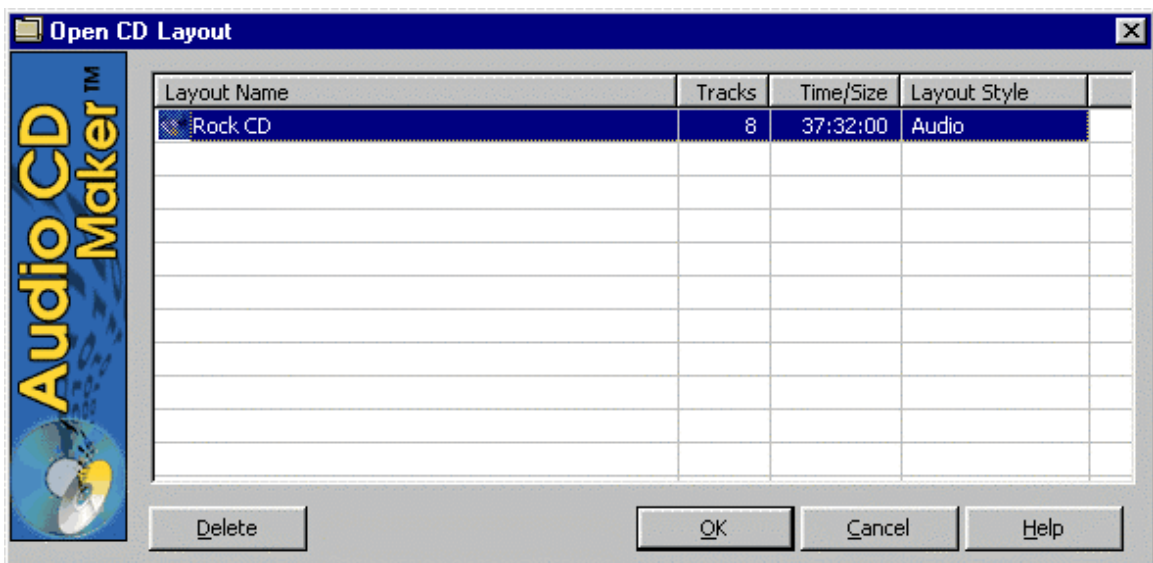 Open CD Layout
Audio CD
Maker™
Layout Name Tracks Time/Size Layout Style
Rock CD 8 37:32:00 Audio
Delete OK Cancel Help